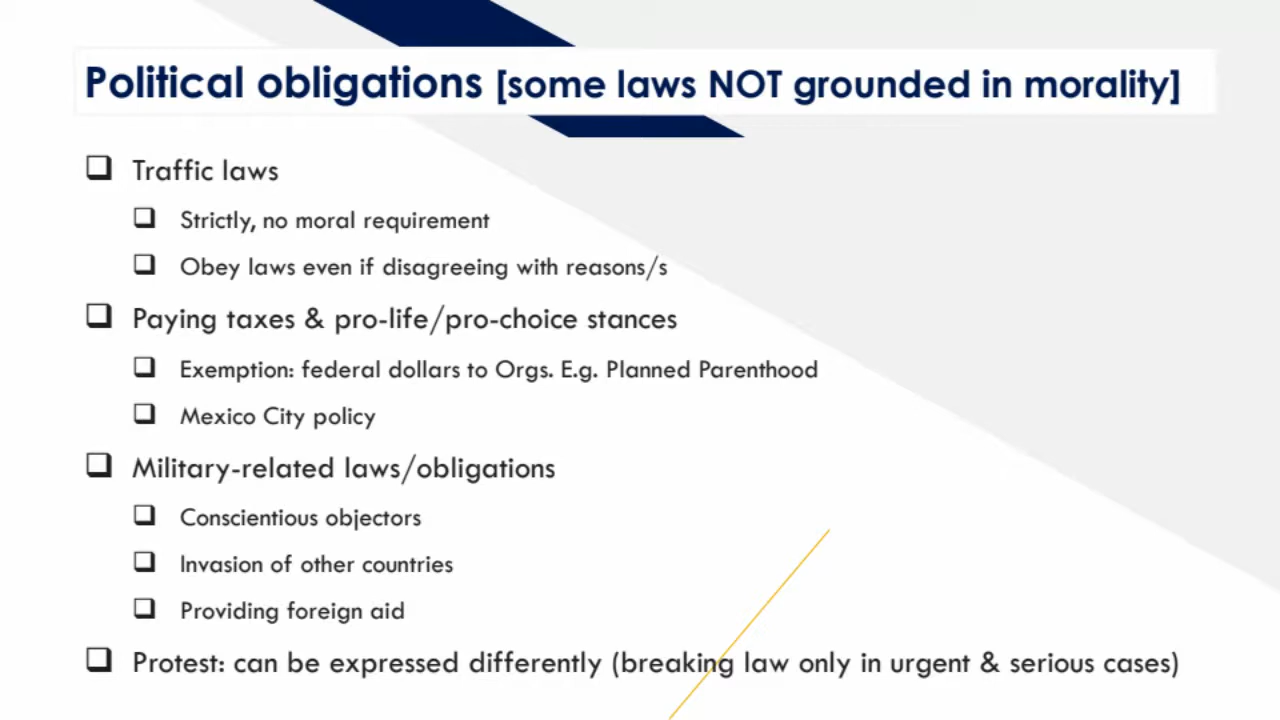 Political obligations [some laws NOT grounded in morality]
Traffic laws
Strictly, no moral requirement
Obey laws even if disagreeing with reasons/s
Paying taxes & pro-life/pro-choice stances
Exemption: federal dollars to Orgs. E.g. Planned Parenthood
Mexico City policy
Military-related laws/obligations
Conscientious objectors
Invasion of other countries
Providing foreign aid
Protest: can be expressed differently (breaking law only in urgent & serious cases)